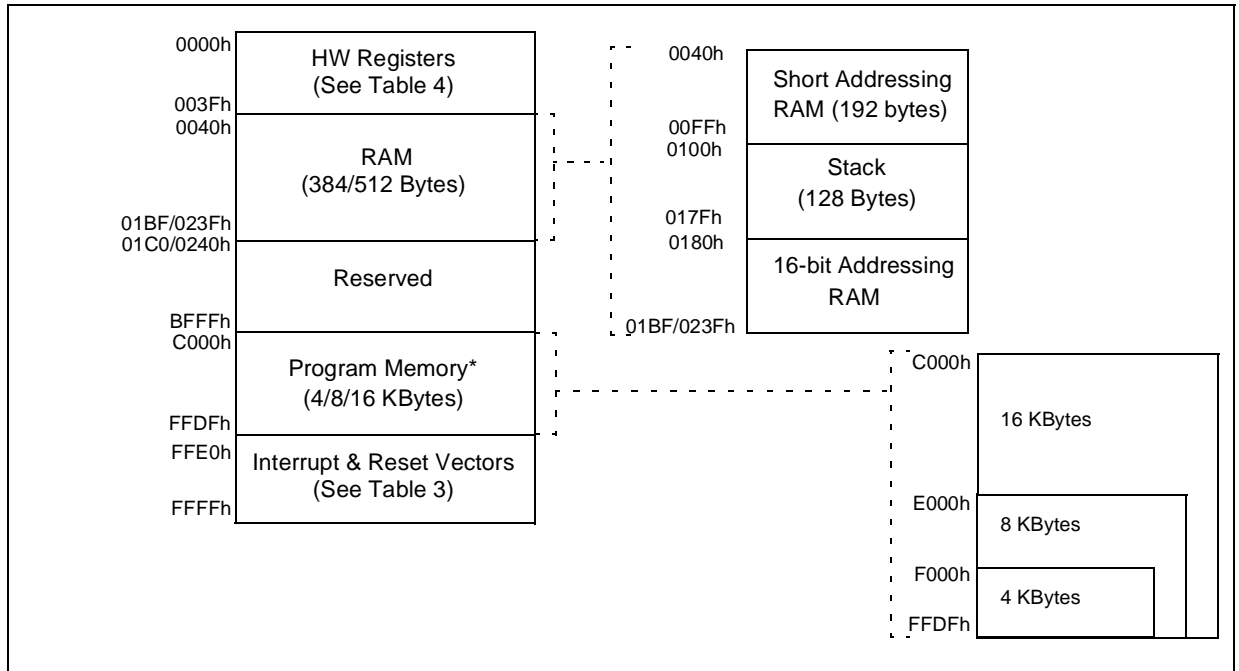 0000h
HW Registers
(See Table 4)
003Fh
0040h
RAM
(384/512 Bytes)
01BF/023Fh
01C0/0240h
Reserved
BFFFh
C000h
Program Memory*
(4/8/16 KBytes)
FFDFh
FFE0h
Interrupt & Reset Vectors
(See Table 3)
FFFFh
0040h
Short Addressing
RAM (192 bytes)
00FFh
0100h
Stack
(128 Bytes)
017Fh
0180h
16-bit Addressing
RAM
01BF/023Fh
C000h
16 KBytes
E000h
8 KBytes
F000h
4 KBytes
FFDFh